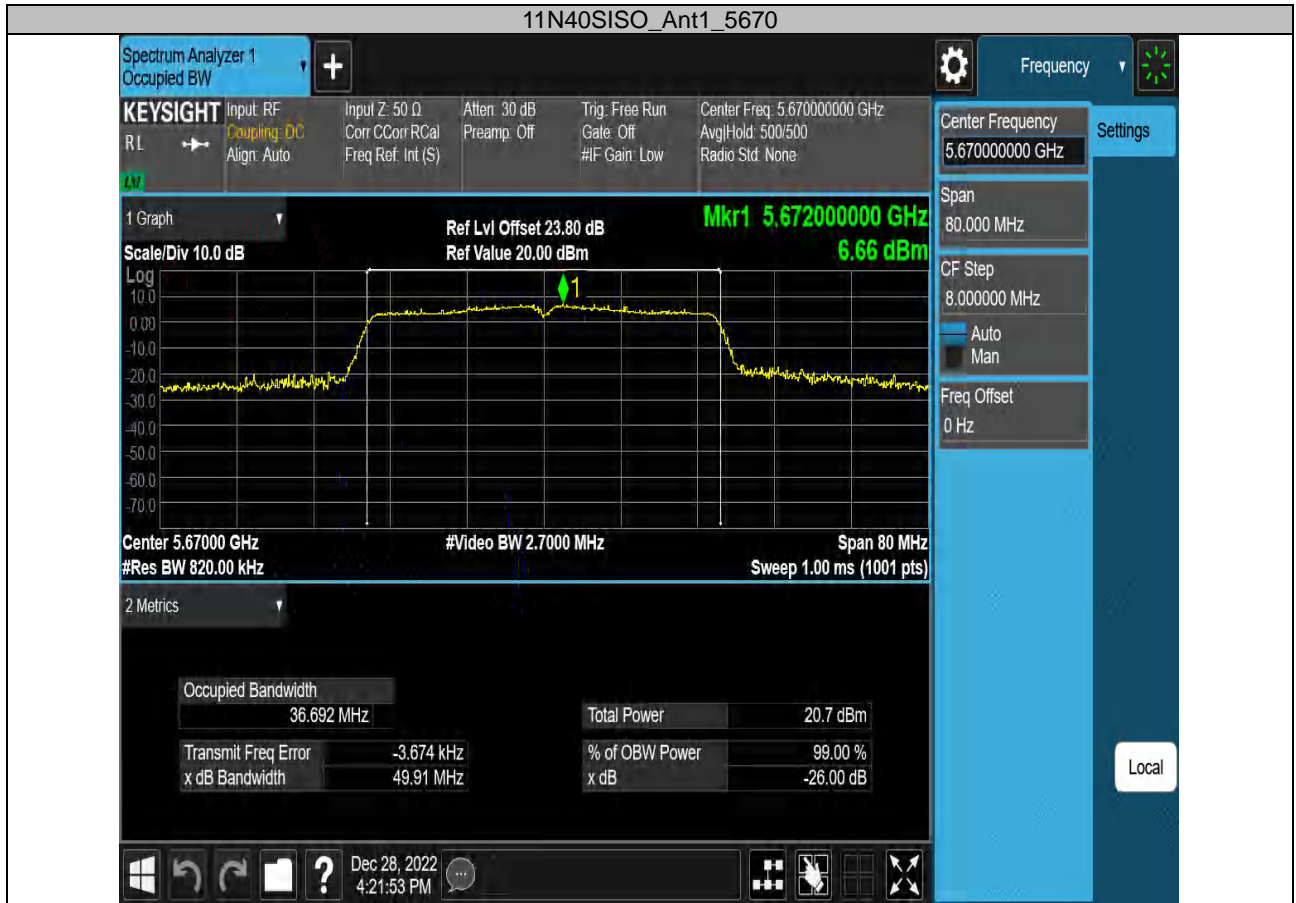 11N40SISO_Ant1_5670
Spectrum Analyzer 1
Occupied BW
Frequency
KEYSIGHT
RL
LW
Input: RF
Coupling: DC
Align: Auto
Input Z: 50 Ω
Corr CCorr RCal
Freq Ref: Int (S)
Atten: 30 dB
Preamp: Off
Trig: Free Run
Gate: Off
#IF Gain: Low
Center Freq: 5.670000000 GHz
Avg|Hold: 500/500
Radio Std: None
Center Frequency
5.670000000 GHz
Settings
Span
80.000 MHz
CF Step
8.000000 MHz
Auto
Man
Freq Offset
0 Hz
1 Graph
Scale/Div 10.0 dB
Ref Lvl Offset 23.80 dB
Ref Value 20.00 dBm
Mkr1 5.672000000 GHz
6.66 dBm
Log
1
10.0
0.00
-10.0
-20.0
-30.0
-40.0
-50.0
-60.0
-70.0
Center 5.67000 GHz
#Video BW 2.7000 MHz
Span 80 MHz
#Res BW 820.00 kHz
Sweep 1.00 ms (1001 pts)
2 Metrics
Occupied Bandwidth
36.692 MHz
Total Power 20.7 dBm
Transmit Freq Error -3.674 kHz
% of OBW Power 99.00 %
x dB Bandwidth 49.91 MHz
x dB -26.00 dB
Local
Dec 28, 2022
4:21:53 PM